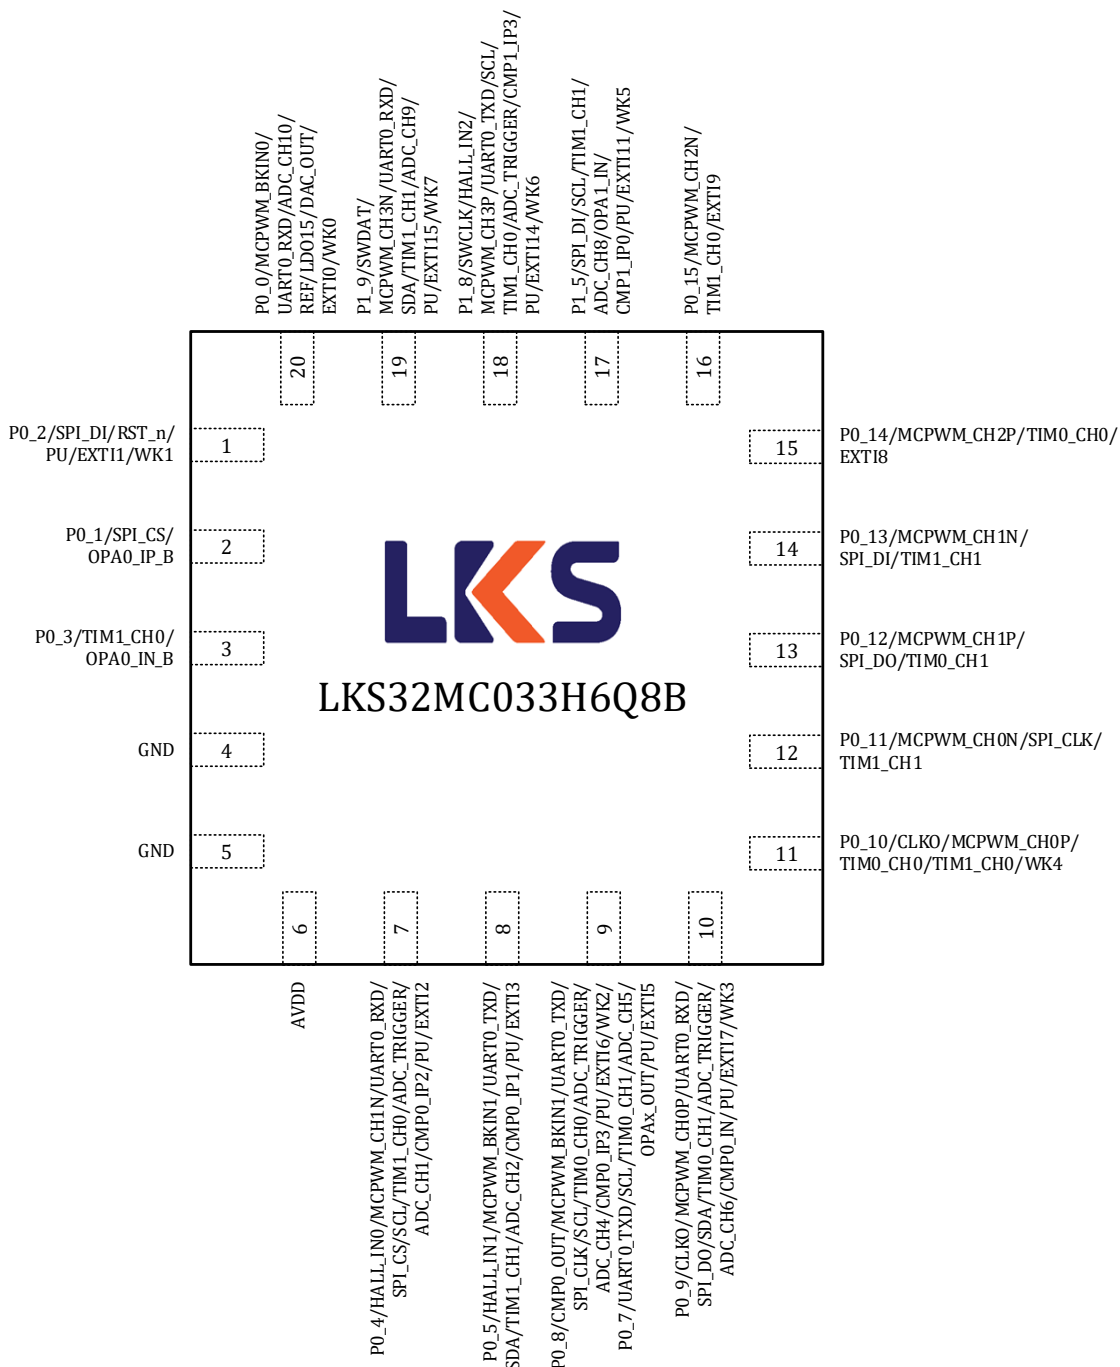 P0_0/MCPWM_BKIN0/
UART0_RXD/ADC_CH10/
REF/LDO15/DAC_OUT/
EXTI0/WK0
P1_9/SWDAT/
MCPWM_CH3N/UART0_RXD/
SDA/TIM1_CH1/ADC_CH9/
PU/EXTI15/WK7
P1_8/SWCLK/HALL_IN2/
MCPWM_CH3P/UART0_TXD/SCL/
TIM1_CH0/ADC_TRIGGER/CMP1_IP3/
PU/EXTI14/WK6
P1_5/SPI_DI/SCL/TIM1_CH1/
ADC_CH8/OPA1_IN/
CMP1_IP0/PU/EXTI11/WK5
P0_15/MCPWM_CH2N/
TIM1_CH0/EXTI9
20
19
18
17
16
P0_2/SPI_DI/RST_n/
PU/EXTI1/WK1
1
P0_1/SPI_CS/
OPA0_IP_B
2
P0_3/TIM1_CH0/
OPA0_IN_B
3
GND
4
GND
5
LKS
LKS32MC033H6Q8B
15
P0_14/MCPWM_CH2P/TIM0_CH0/
EXTI8
14
P0_13/MCPWM_CH1N/
SPI_DI/TIM1_CH1
13
P0_12/MCPWM_CH1P/
SPI_DO/TIM0_CH1
12
P0_11/MCPWM_CH0N/SPI_CLK/
TIM1_CH1
11
P0_10/CLKO/MCPWM_CH0P/
TIM0_CH0/TIM1_CH0/WK4
6
7
8
9
10
AVDD
P0_4/HALL_IN0/MCPWM_CH1N/UART0_RXD/
SPI_CS/SCL/TIM1_CH0/ADC_TRIGGER/
ADC_CH1/CMP0_IP2/PU/EXTI2
P0_5/HALL_IN1/MCPWM_BKIN1/UART0_TXD/
SDA/TIM1_CH1/ADC_CH2/CMP0_IP1/PU/EXTI3
P0_8/CMP0_OUT/MCPWM_BKIN1/UART0_TXD/
SPI_CLK/SCL/TIM0_CH0/ADC_TRIGGER/
ADC_CH4/CMP0_IP3/PU/EXTI6/WK2/
P0_7/UART0_TXD/SCL/TIM0_CH1/ADC_CH5/
OPAx_OUT/PU/EXTI5
P0_9/CLKO/MCPWM_CH0P/UART0_RXD/
SPI_DO/SDA/TIM0_CH1/ADC_TRIGGER/
ADC_CH6/CMP0_IN/PU/EXTI7/WK3